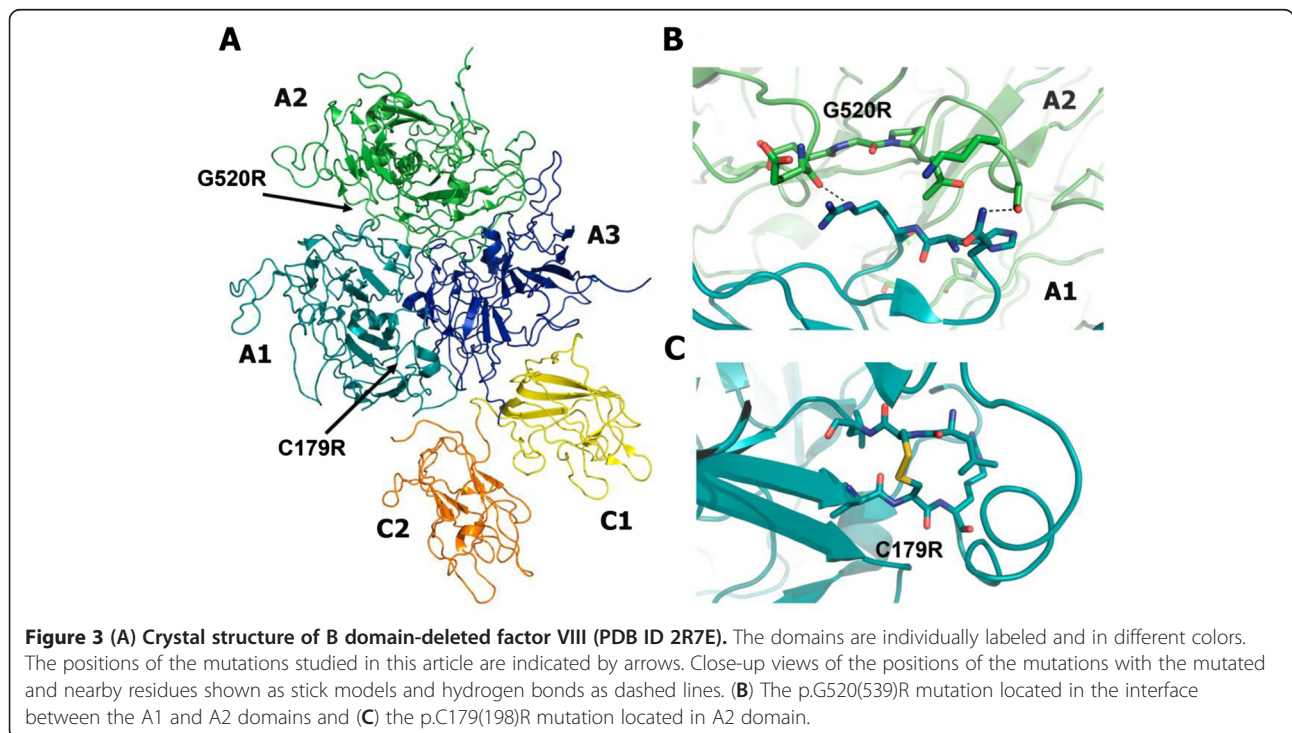 A
A2
G520R
A3
A1
C179R
C2
C1
B
G520R
A2
A1
C
C179R
Figure 3 (A) Crystal structure of B domain-deleted factor VIII (PDB ID 2R7E). The domains are individually labeled and in different colors.
The positions of the mutations studied in this article are indicated by arrows. Close-up views of the positions of the mutations with the mutated
and nearby residues shown as stick models and hydrogen bonds as dashed lines. (B) The p.G520(539)R mutation located in the interface
between the A1 and A2 domains and (C) the p.C179(198)R mutation located in A2 domain.